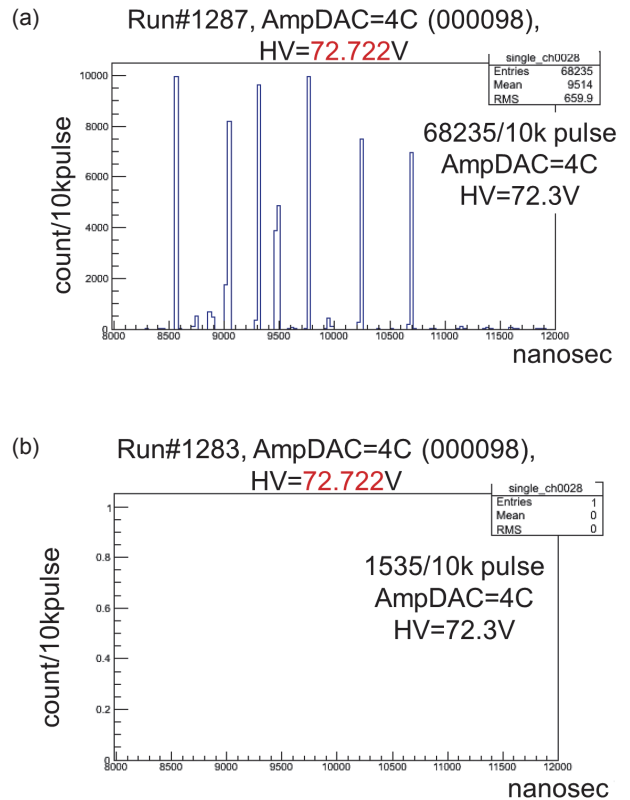 (a)
Run#1287, AmpDAC=4C (000098),
HV=72.722V
single_ch0028
Entries 68235
Mean 9514
RMS 659.9
68235/10k pulse
AmpDAC=4C
HV=72.3V
count/10kpulse
10000
8000
6000
4000
2000
0
8000 8500 9000 9500 10000 10500 11000 11500 12000
nanosec
(b)
Run#1283, AmpDAC=4C (000098),
HV=72.722V
single_ch0028
Entries 1
Mean 0
RMS 0
1535/10k pulse
AmpDAC=4C
HV=72.3V
count/10kpulse
1
0.8
0.6
0.4
0.2
0
8000 8500 9000 9500 10000 10500 11000 11500 12000
nanosec